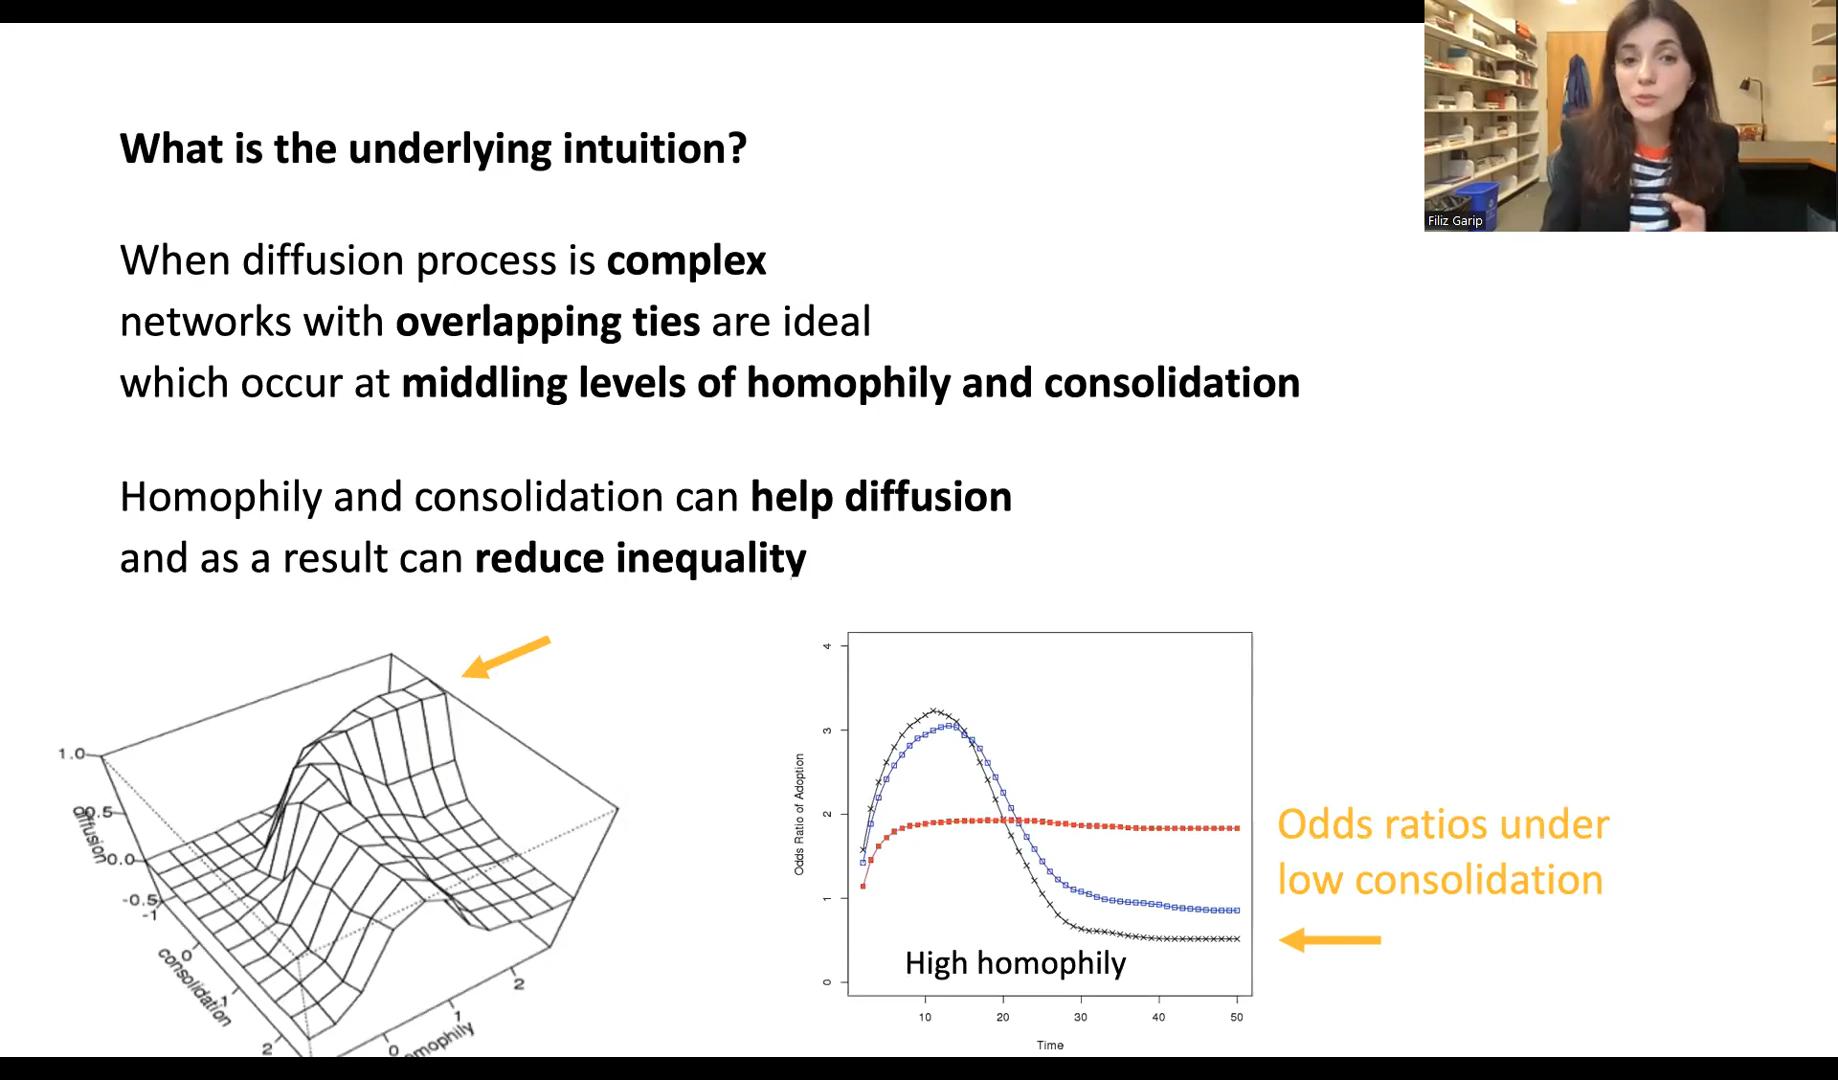 What is the underlying intuition?
When diffusion process is complex
networks with overlapping ties are ideal
which occur at middling levels of homophily and consolidation
Homophily and consolidation can help diffusion
and as a result can reduce inequality
Filiz Garip
1.0
0.5
0.0
-0.5
diffusion
-1
0
1
2
consolidation
0
1
2
Odds Ratio of Adoption
4
3
2
1
0
High homophily
10 20 30 40 50
Time
Odds ratios under
low consolidation